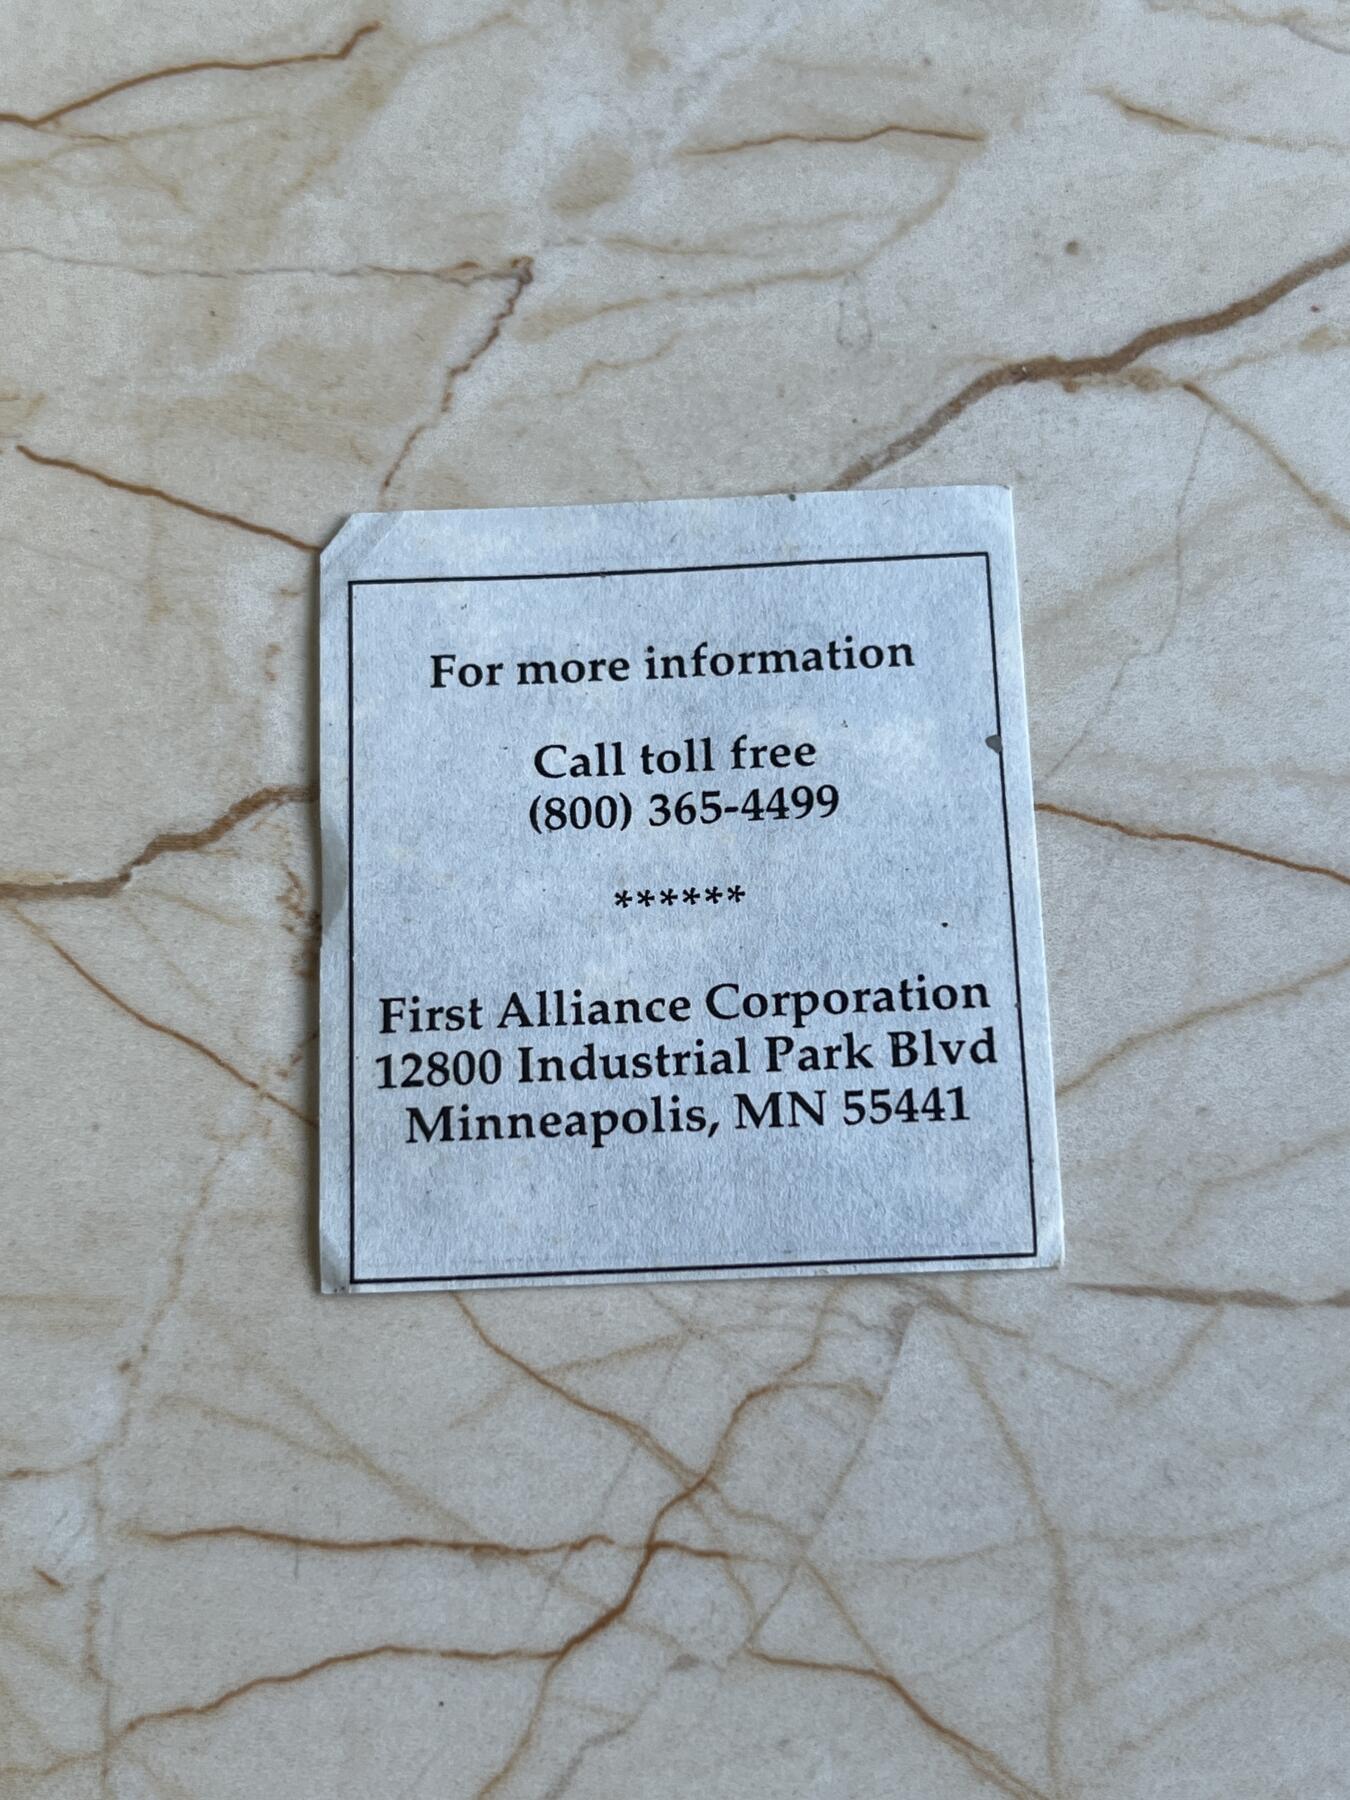 For more information
Call toll free
(800) 365-4499
******
First Alliance Corporation
12800 Industrial Park Blvd
Minneapolis, MN 55441